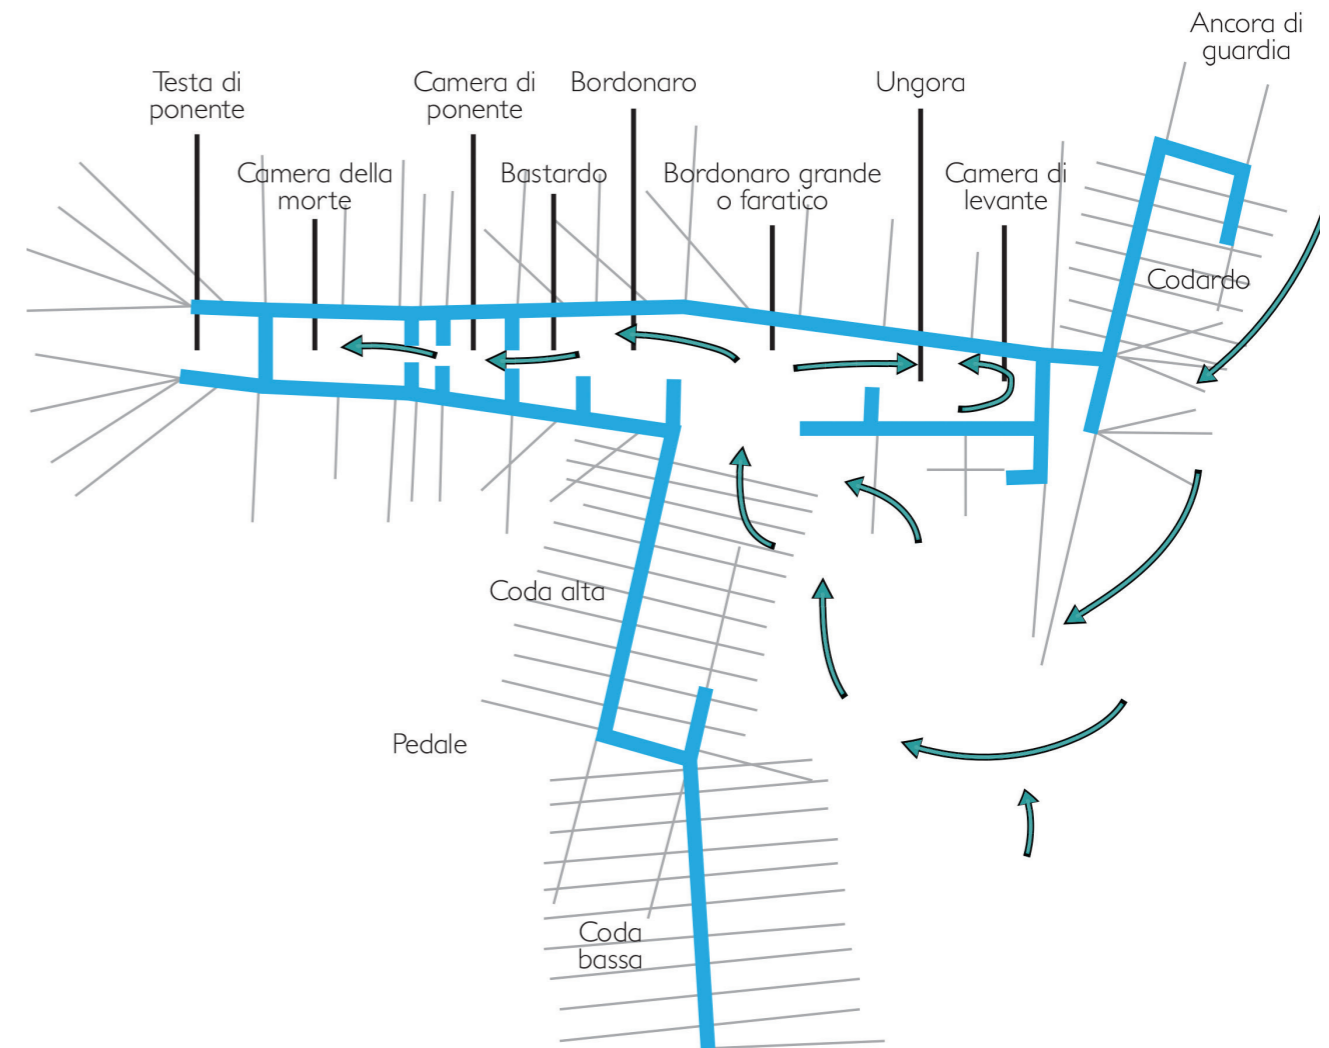 Ancora di
guardia
Testa di
ponente
Camera di
ponente
Bordonaro
Ungora
Camera della
morte
Bastardo
Bordonaro grande
o faratico
Camera di
levante
Codardo
Coda alta
Pedale
Coda
bassa